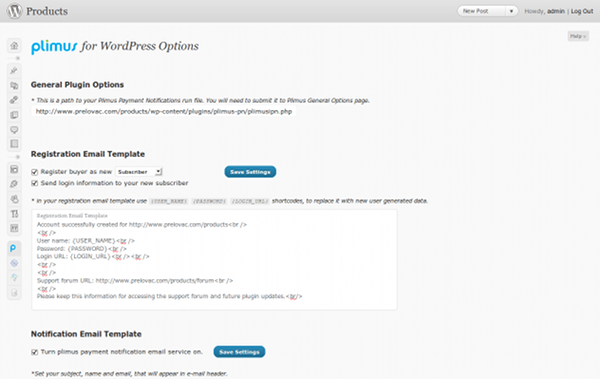 Products
New Post
Howdy, admin | Log Out
Help
plimus for WordPress Options
General Plugin Options
* This is a path to your Plimus Payment Notifications run file. You will need to submit it to Plimus General Options page.
http://www.prelovac.com/products/wp-content/plugins/plimus-pn/plimusipn.php
Registration Email Template
Register buyer as new Subscriber Save Settings
Send login information to your new subscriber
* In your registration email template use {USER_NAME} {PASSWORD} {LOGIN_URL} shortcodes, to replace it with new user generated data.
Registration Email Template
Account successfully created for http://www.prelovac.com/products<br />
<br />
User name: {USER_NAME}<br />
Password: {PASSWORD}<br />
Login URL: {LOGIN_URL}<br /><br />
<br />
<br />
Support forum URL: http://www.prelovac.com/products/forum<br />
<br />
Please keep this information for accessing the support forum and future plugin updates.<br/>
Notification Email Template
Turn plimus payment notification email service on. Save Settings
*Set your subject, name and email, that will appear in e-mail header.